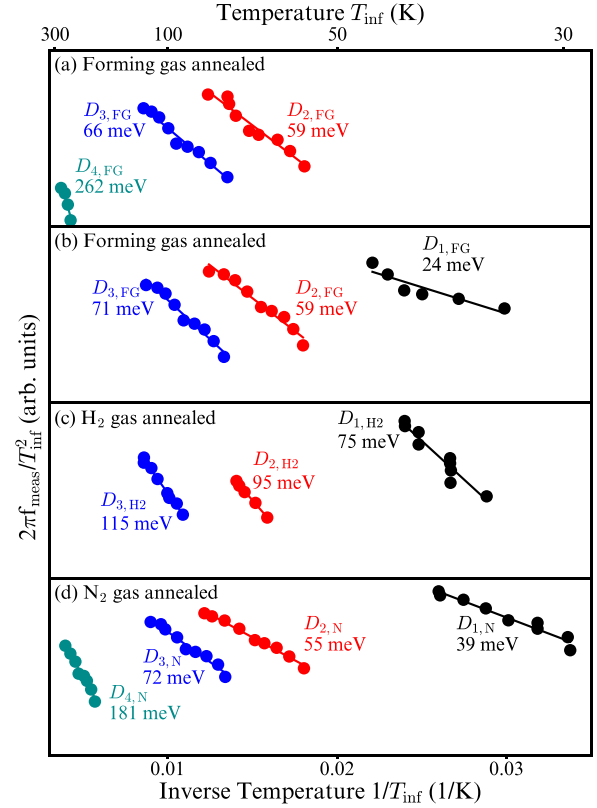 Temperature T_inf (K)
300 100 50 30
(a) Forming gas annealed
D_3, FG
66 meV
D_2, FG
59 meV
D_4, FG
262 meV
(b) Forming gas annealed
D_1, FG
24 meV
D_3, FG
71 meV
D_2, FG
59 meV
(c) H₂ gas annealed
D_1, H2
75 meV
D_2, H2
95 meV
D_3, H2
115 meV
(d) N₂ gas annealed
D_1, N
39 meV
D_2, N
55 meV
D_3, N
72 meV
D_4, N
181 meV
2πf_meas/T²_inf (arb. units)
0.01 0.02 0.03
Inverse Temperature 1/T_inf (1/K)